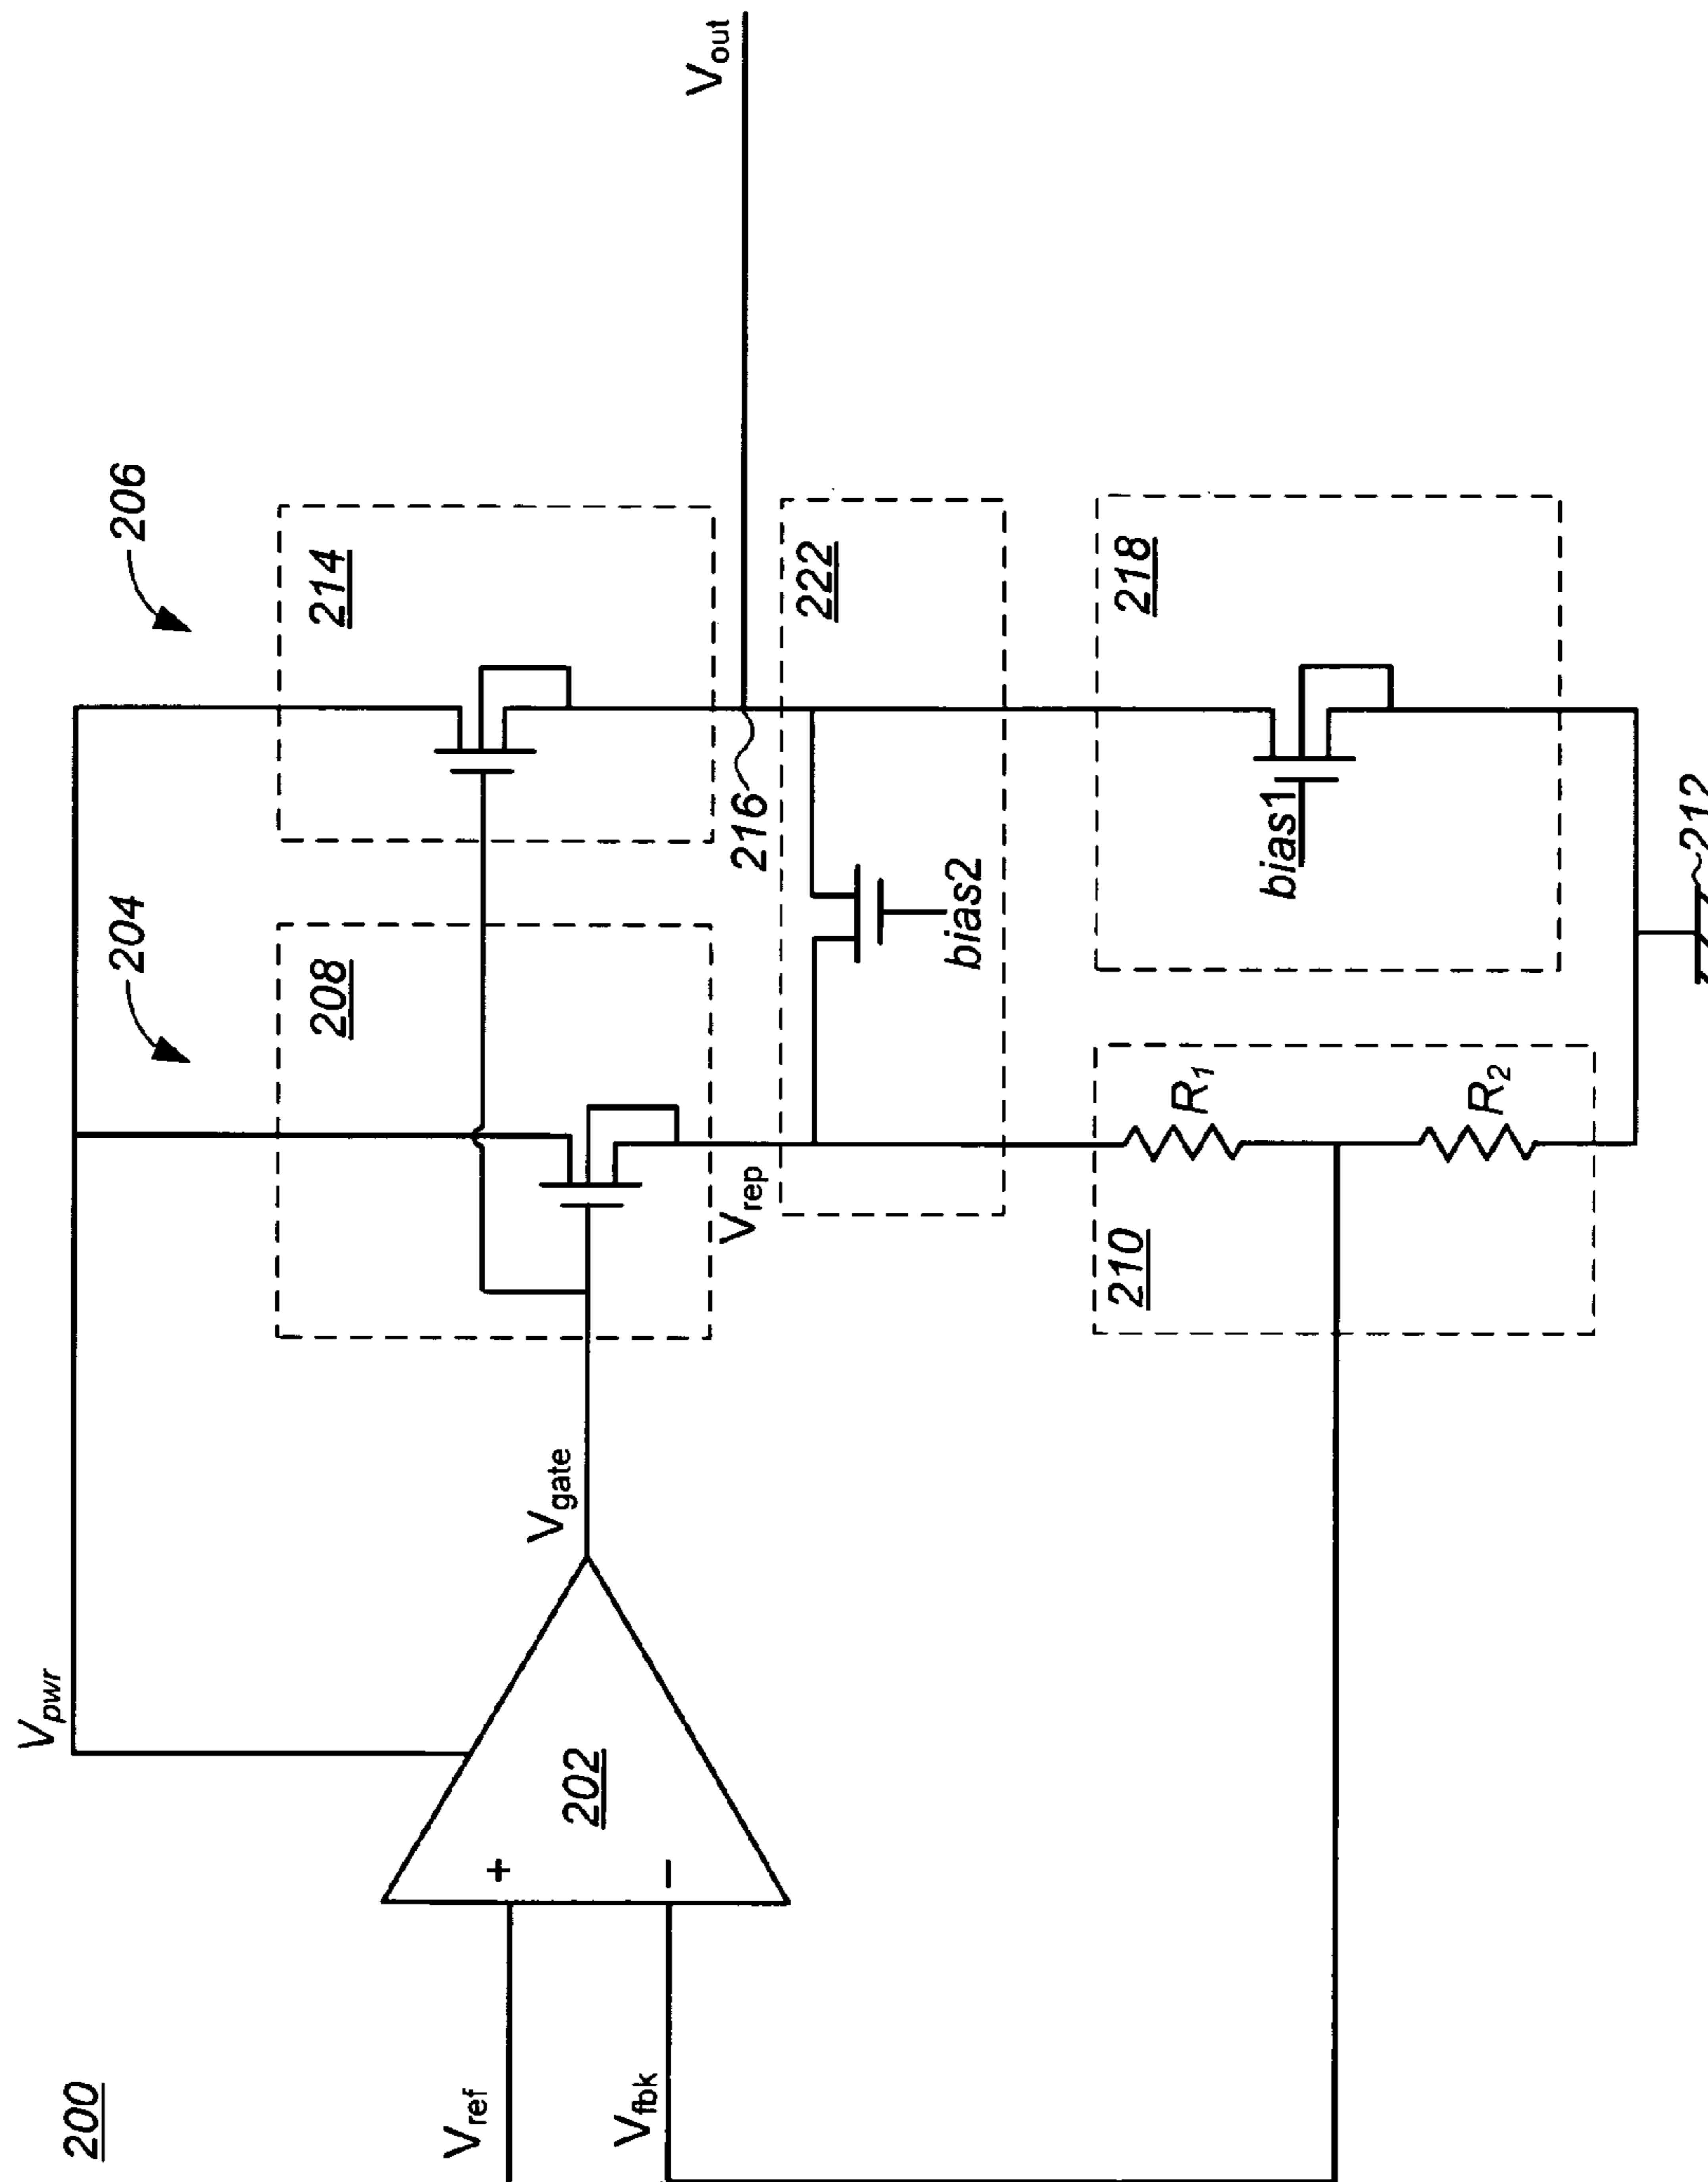 200
V_pwr
204
206
208
214
V_ref
+
202
V_gate
V_fbk
−
V_rep
216
V_out
222
bias2
210
R_1
R_2
218
bias1
212